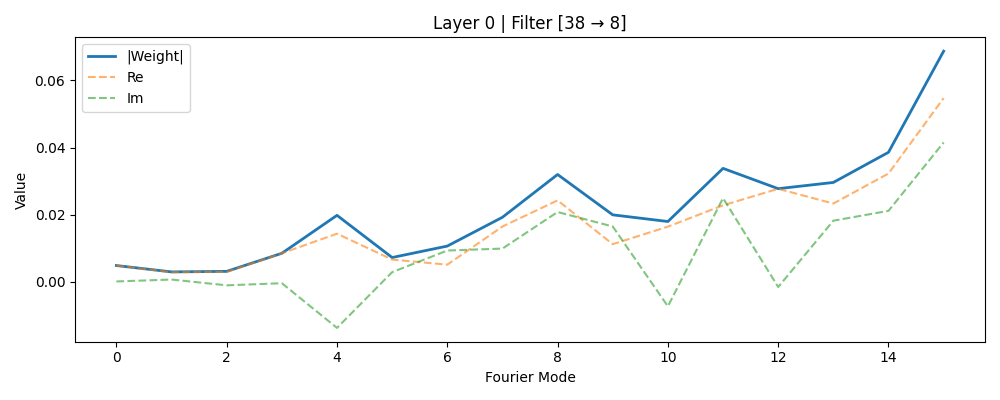 Layer 0 | Filter [38 → 8]
|Weight|
Re
Im
Value
0.06
0.04
0.02
0.00
0 2 4 6 8 10 12 14
Fourier Mode